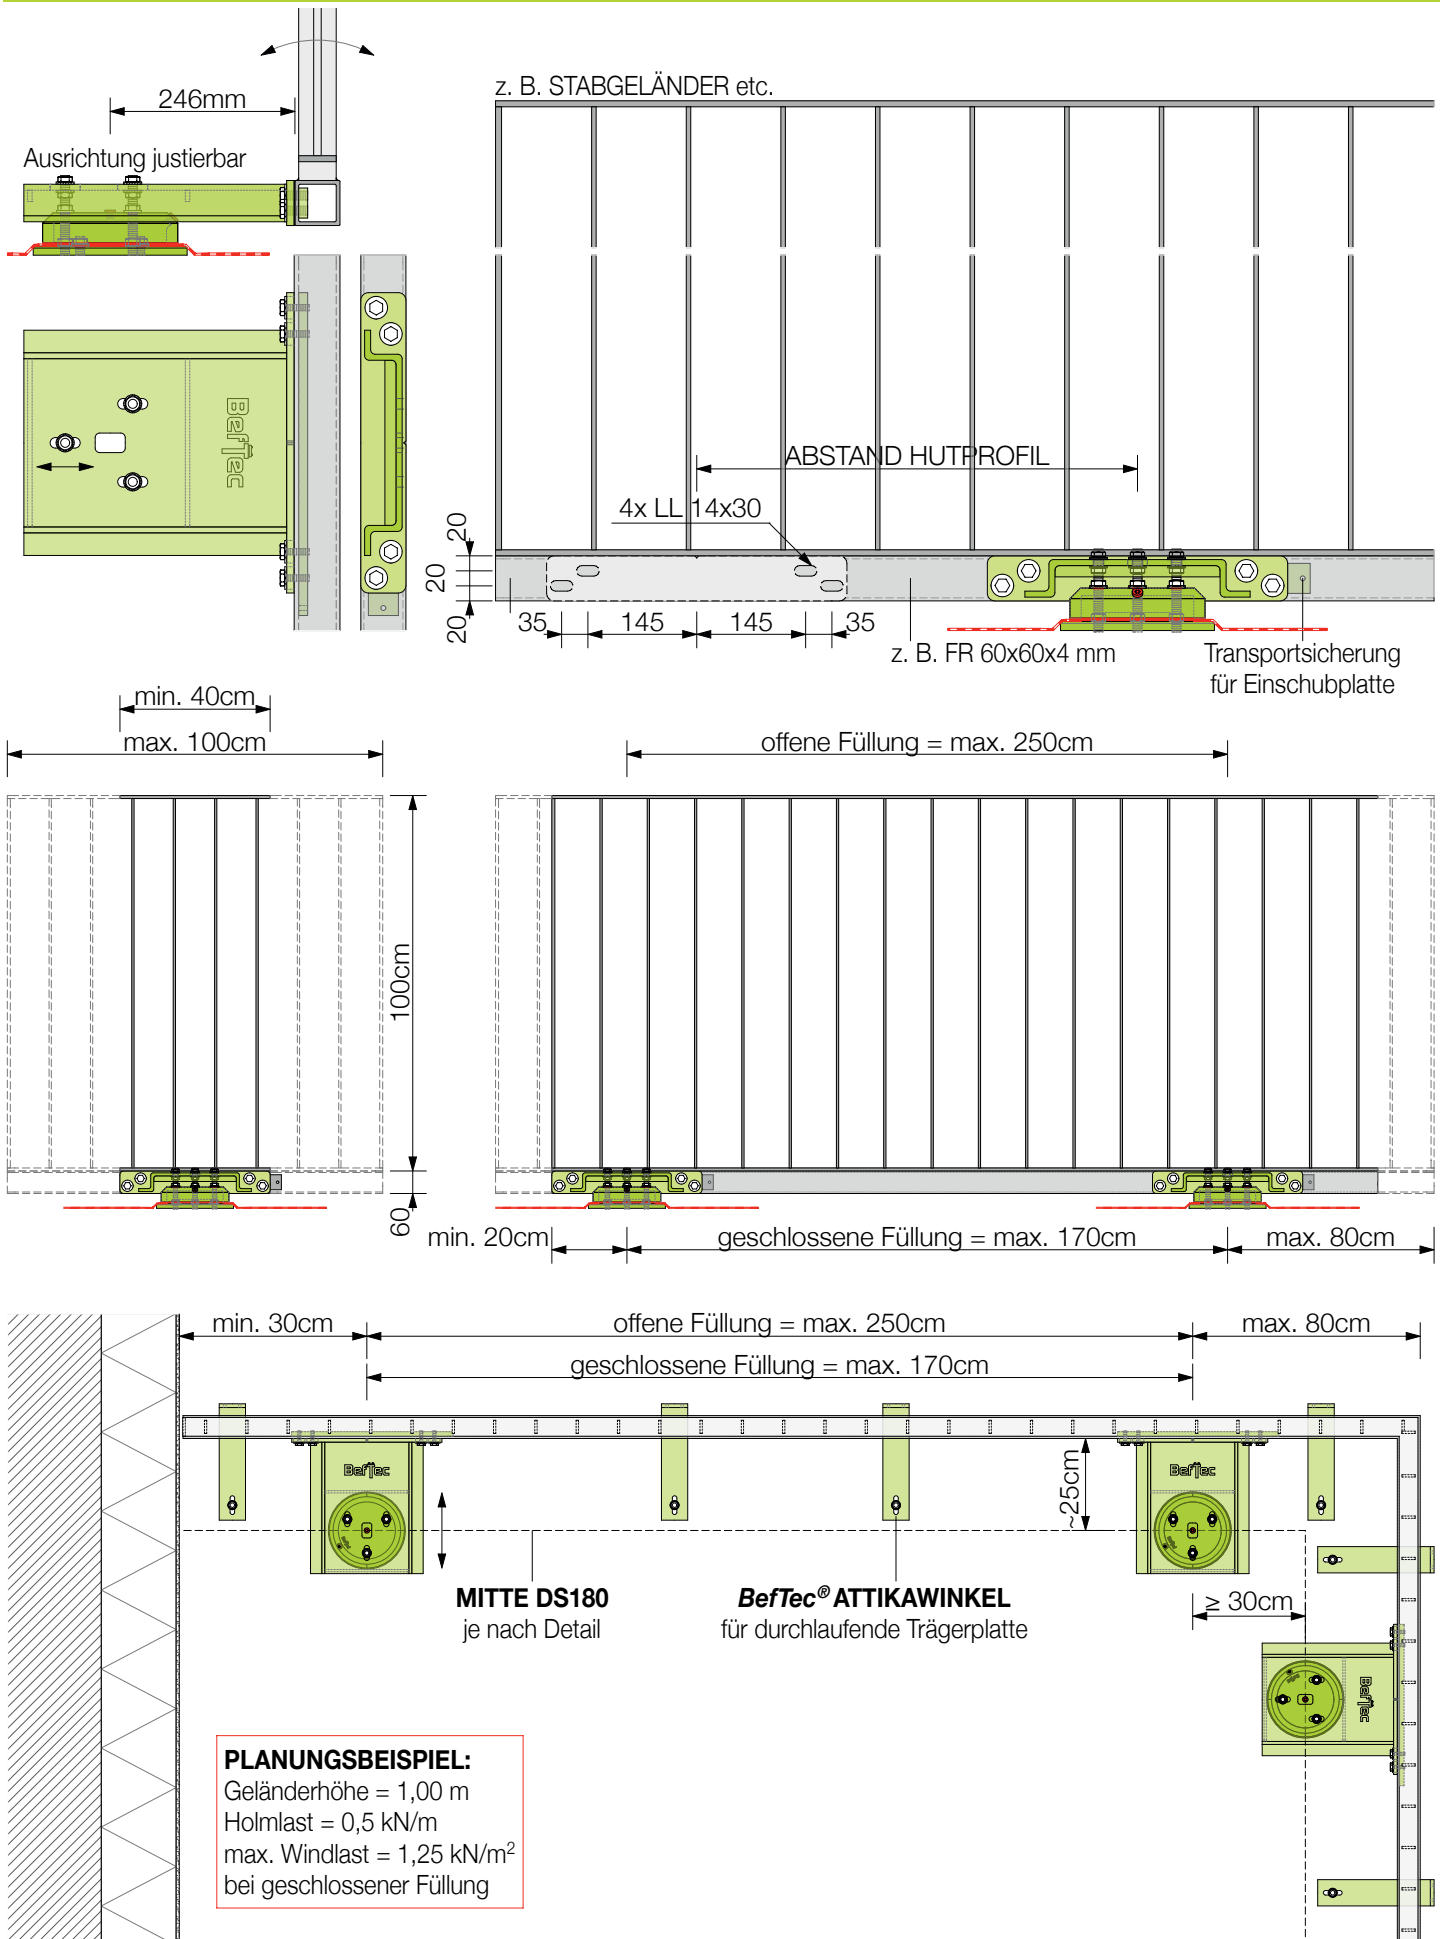 246mm
Ausrichtung justierbar
BefTec
z. B. STABGELÄNDER etc.
ABSTAND HUTPROFIL
4x LL 14x30
20
20
20
35
145
145
35
z. B. FR 60x60x4 mm
Transportsicherung
für Einschubplatte
min. 40cm
max. 100cm
100cm
60
offene Füllung = max. 250cm
min. 20cm
geschlossene Füllung = max. 170cm
max. 80cm
min. 30cm
offene Füllung = max. 250cm
max. 80cm
geschlossene Füllung = max. 170cm
BefTec
BefTec
~25cm
MITTE DS180
je nach Detail
BefTec® ATTIKAWINKEL
für durchlaufende Trägerplatte
≥ 30cm
BefTec
PLANUNGSBEISPIEL:
Geländerhöhe = 1,00 m
Holmlast = 0,5 kN/m
max. Windlast = 1,25 kN/m²
bei geschlossener Füllung